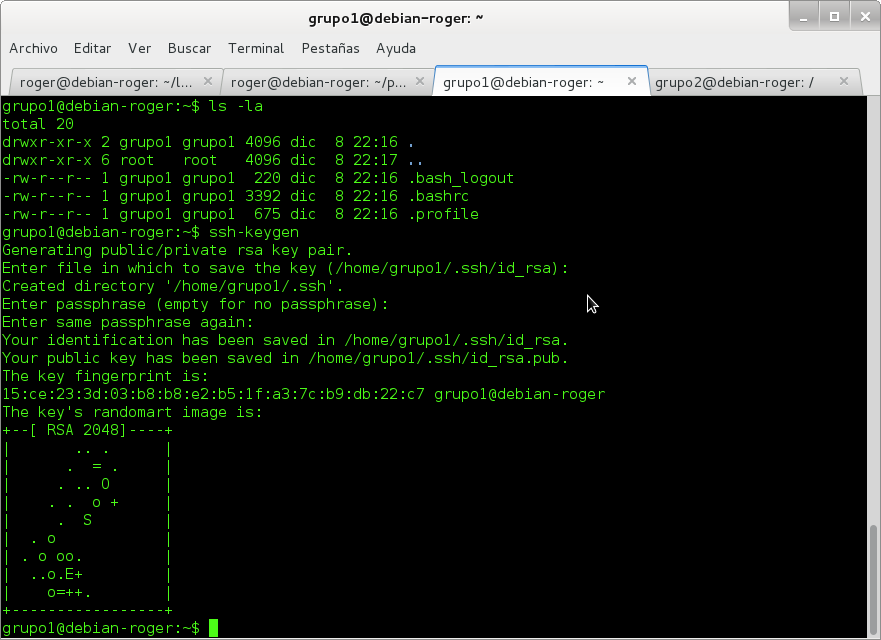 grupo1@debian-roger: ~
Archivo Editar Ver Buscar Terminal Pestañas Ayuda
roger@debian-roger: ~/l... roger@debian-roger: ~/p... grupo1@debian-roger: ~ grupo2@debian-roger: /
grupo1@debian-roger:~$ ls -la
total 20
drwxr-xr-x 2 grupo1 grupo1 4096 dic  8 22:16 .
drwxr-xr-x 6 root   root   4096 dic  8 22:17 ..
-rw-r--r-- 1 grupo1 grupo1  220 dic  8 22:16 .bash_logout
-rw-r--r-- 1 grupo1 grupo1 3392 dic  8 22:16 .bashrc
-rw-r--r-- 1 grupo1 grupo1  675 dic  8 22:16 .profile
grupo1@debian-roger:~$ ssh-keygen
Generating public/private rsa key pair.
Enter file in which to save the key (/home/grupo1/.ssh/id_rsa):
Created directory '/home/grupo1/.ssh'.
Enter passphrase (empty for no passphrase):
Enter same passphrase again:
Your identification has been saved in /home/grupo1/.ssh/id_rsa.
Your public key has been saved in /home/grupo1/.ssh/id_rsa.pub.
The key fingerprint is:
15:ce:23:3d:03:b8:b8:e2:b5:1f:a3:7c:b9:db:22:c7 grupo1@debian-roger
The key's randomart image is:
+--[ RSA 2048]----+
|       .. .      |
|      .  = .     |
|     . .. O      |
|    . .  o +     |
|     .  S        |
|  . o            |
| . o oo.         |
|  ..o.E+         |
|    o=++.        |
+-----------------+
grupo1@debian-roger:~$